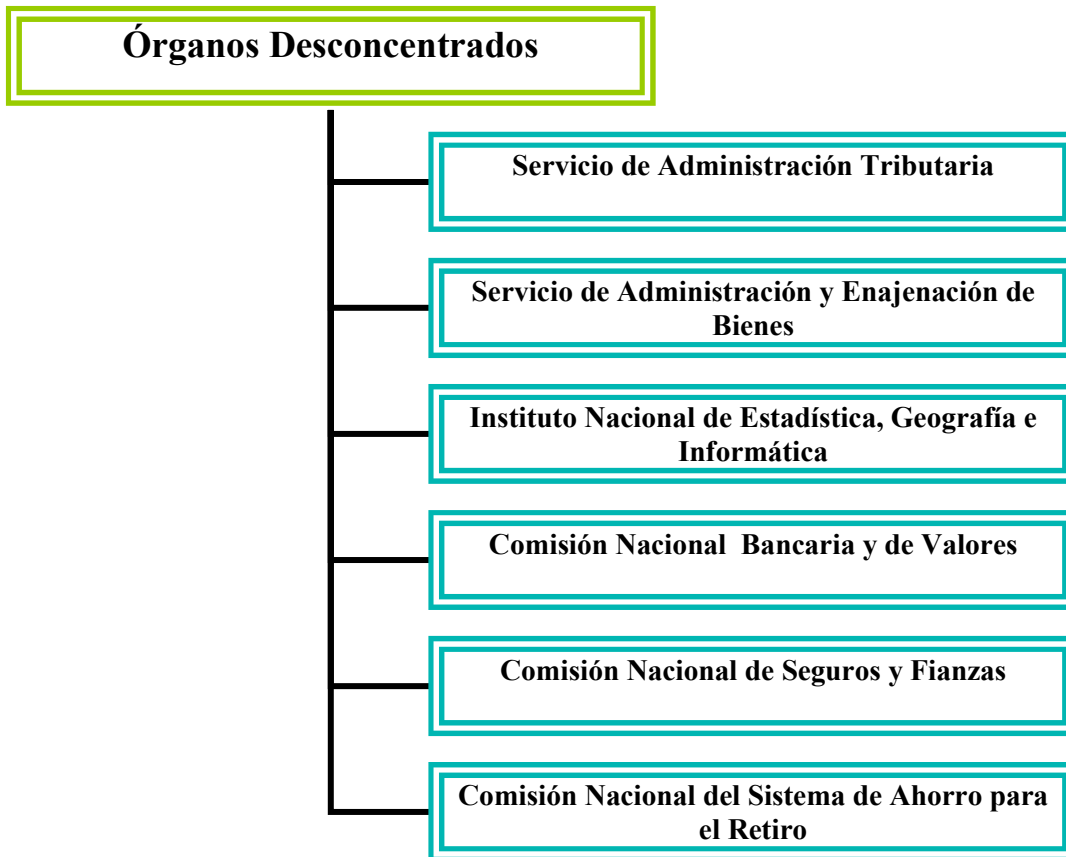 Órganos Desconcentrados
Servicio de Administración Tributaria
Servicio de Administración y Enajenación de
Bienes
Instituto Nacional de Estadística, Geografía e
Informática
Comisión Nacional  Bancaria y de Valores
Comisión Nacional de Seguros y Fianzas
Comisión Nacional del Sistema de Ahorro para
el Retiro